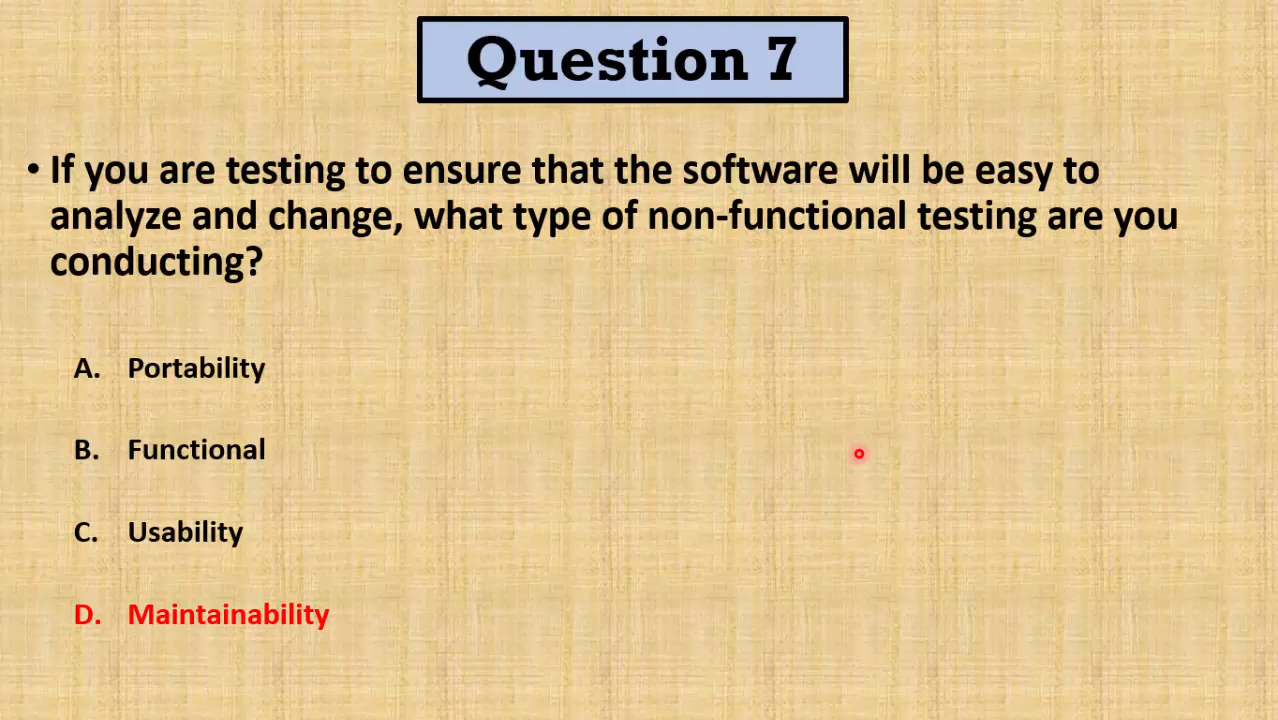 Question 7
• If you are testing to ensure that the software will be easy to
analyze and change, what type of non-functional testing are you
conducting?
A. Portability
B. Functional
C. Usability
D. Maintainability